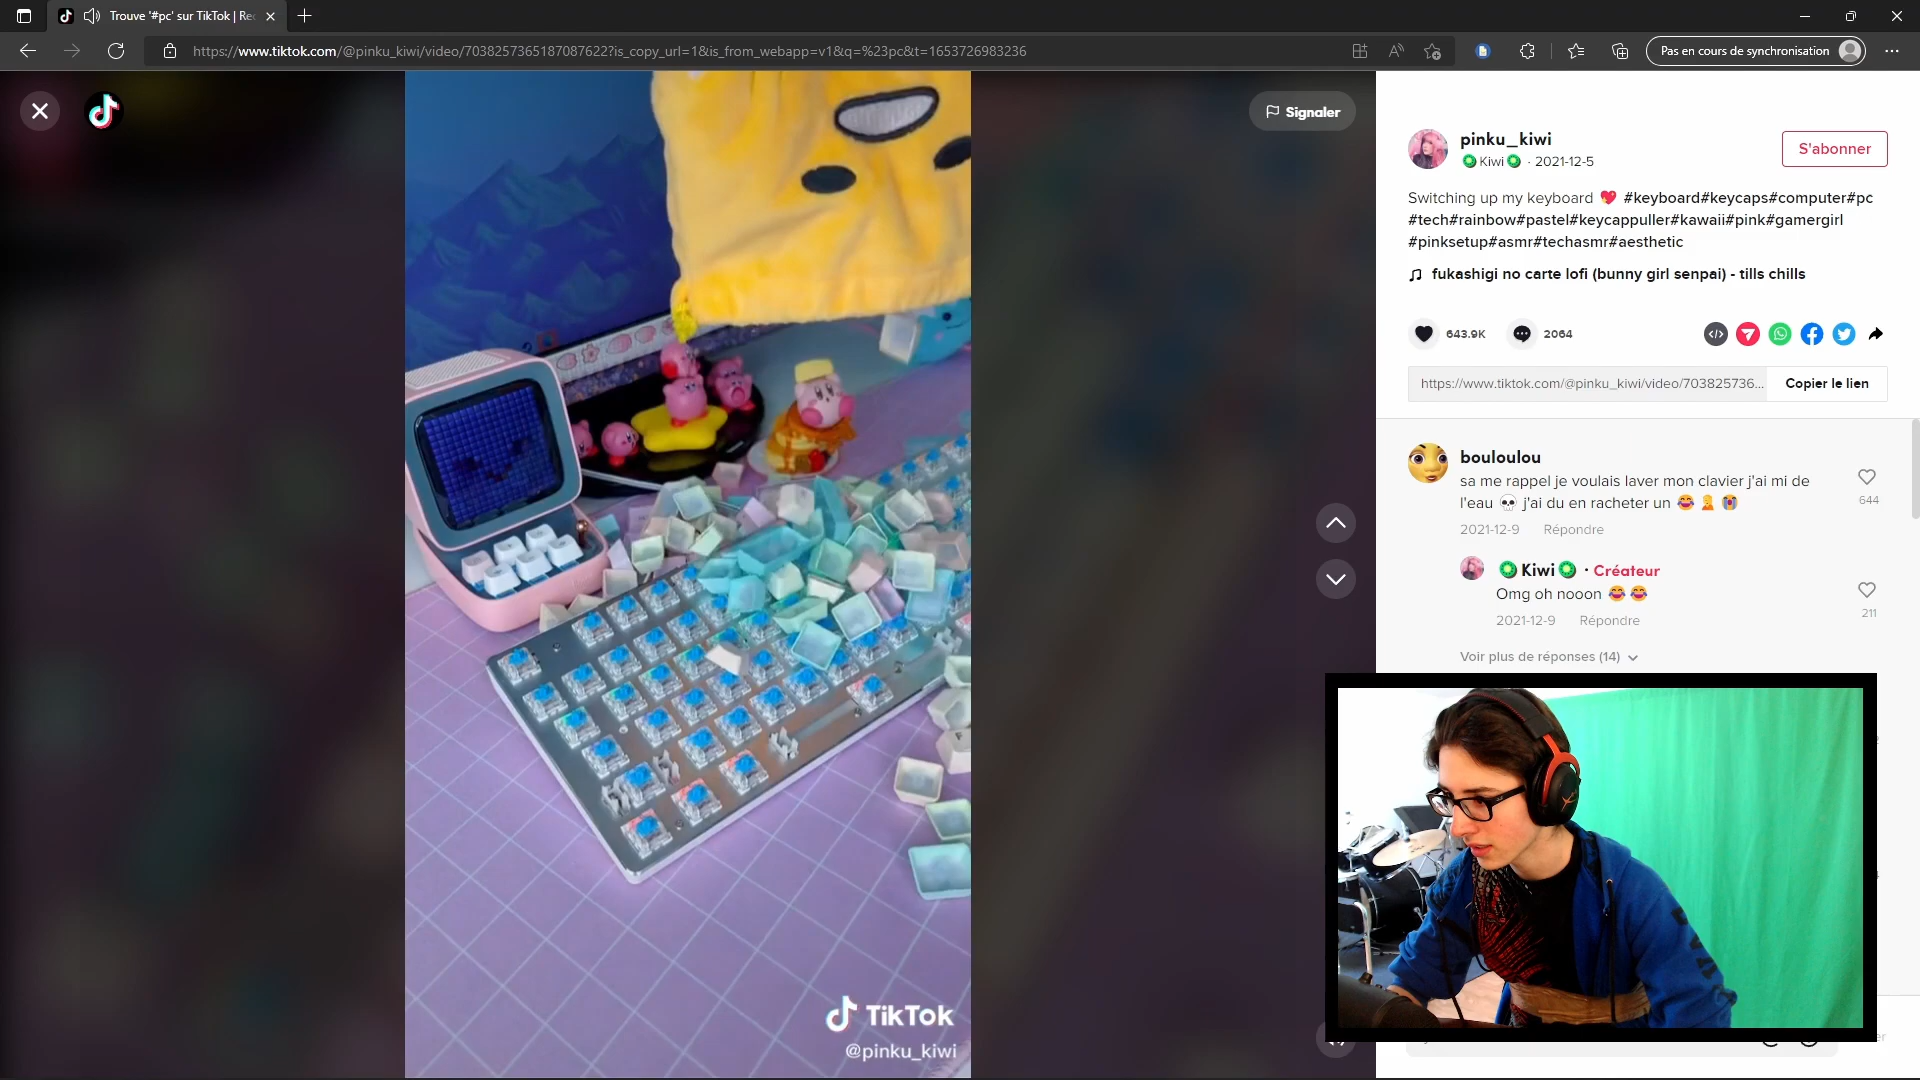 Trouve '#pc' sur TikTok | Rec
https://www.tiktok.com/@pinku_kiwi/video/7038257365187087622?is_copy_url=1&is_from_webapp=v1&q=%23pc&t=1653726983236
Pas en cours de synchronisation
Signaler
TikTok
@pinku_kiwi
pinku_kiwi
🥝Kiwi🥝 · 2021-12-5
S'abonner
Switching up my keyboard 💖 #keyboard#keycaps#computer#pc
#tech#rainbow#pastel#keycappuller#kawaii#pink#gamergirl
#pinksetup#asmr#techasmr#aesthetic
fukashigi no carte lofi (bunny girl senpai) - tills chills
643.9K
2064
https://www.tiktok.com/@pinku_kiwi/video/703825736...
Copier le lien
bouloulou
sa me rappel je voulais laver mon clavier j'ai mi de
l'eau 💀 j'ai du en racheter un 😂 🤦 😭
644
2021-12-9 Répondre
🥝Kiwi🥝 · Créateur
Omg oh nooon 😂 😂
211
2021-12-9 Répondre
Voir plus de réponses (14)